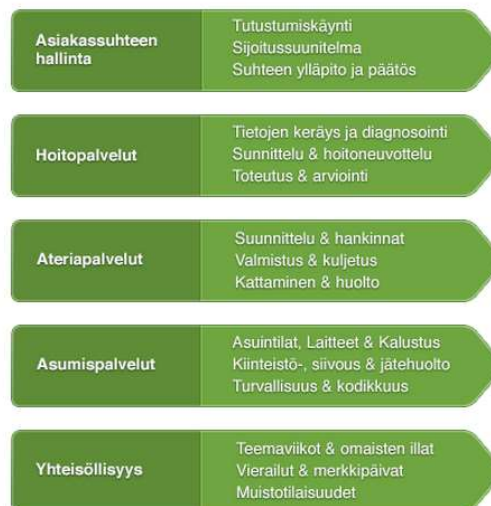 Asiakassuhteen
hallinta
Tutustumiskäynti
Sijoitussuunitelma
Suhteen ylläpito ja päätös
Hoitopalvelut
Tietojen keräys ja diagnosointi
Sunnittelu & hoitoneuvottelu
Toteutus & arviointi
Ateriapalvelut
Suunnittelu & hankinnat
Valmistus & kuljetus
Kattaminen & huolto
Asumispalvelut
Asuintilat, Laitteet & Kalustus
Kiinteistö-, siivous & jätehuolto
Turvallisuus & kodikkuus
Yhteisöllisyys
Teemaviikot & omaisten illat
Vierailut & merkkipäivat
Muistotilaisuudet